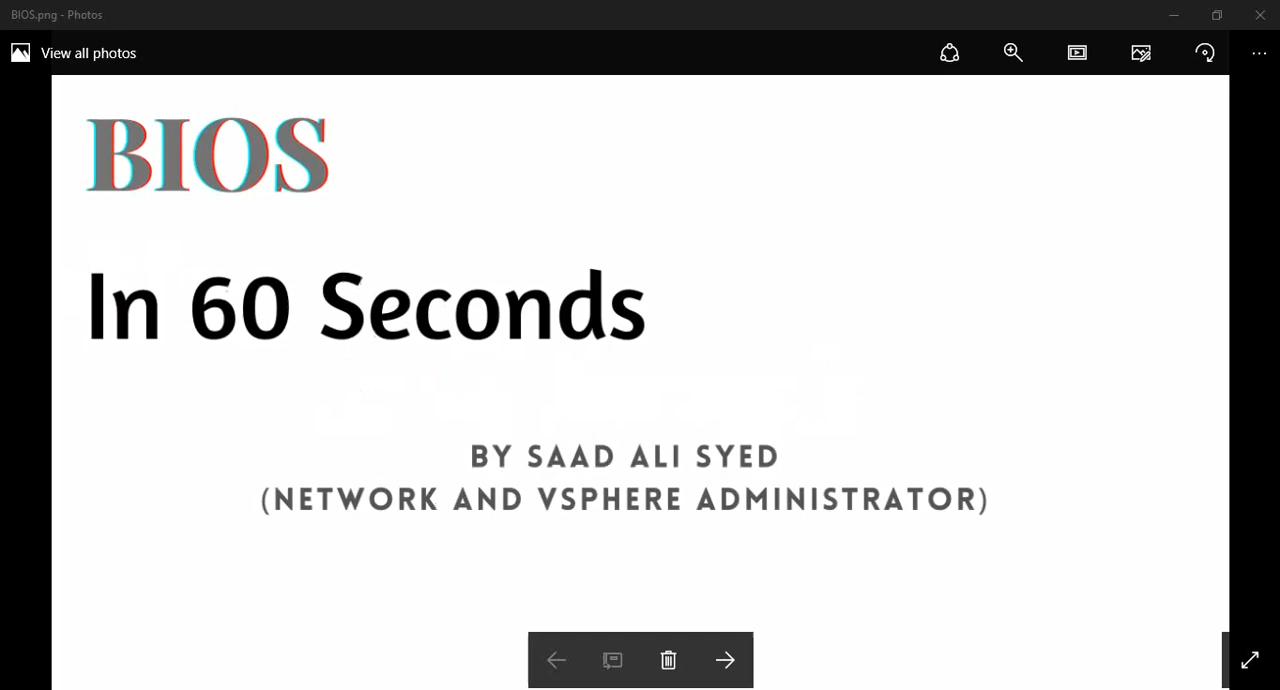 BIOS.png - Photos
View all photos
BIOS
In 60 Seconds
BY SAAD ALI SYED
(NETWORK AND VSPHERE ADMINISTRATOR)